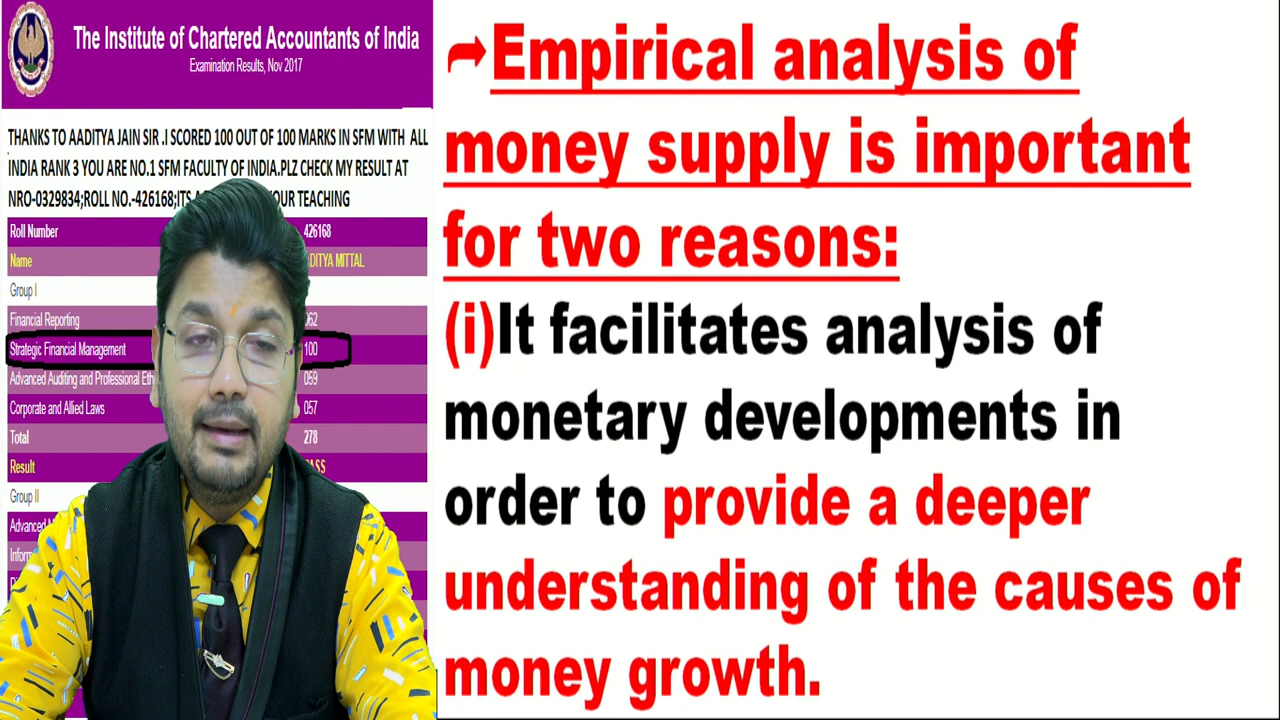 The Institute of Chartered Accountants of India
Examination Results, Nov 2017
THANKS TO AADITYA JAIN SIR .I SCORED 100 OUT OF 100 MARKS IN SFM WITH ALL
INDIA RANK 3 YOU ARE NO.1 SFM FACULTY OF INDIA.PLZ CHECK MY RESULT AT
NRO-0329834;ROLL NO.-426168;ITS TEACHING
Roll Number 426168
Name MITTAL
Group I
Financial Reporting
Strategic Financial Management 100
Advanced Auditing and Professional 059
Corporate and Allied Laws 057
Total 278
Result
Group II
➦Empirical analysis of
money supply is important
for two reasons:
(i)It facilitates analysis of
monetary developments in
order to provide a deeper
understanding of the causes of
money growth.